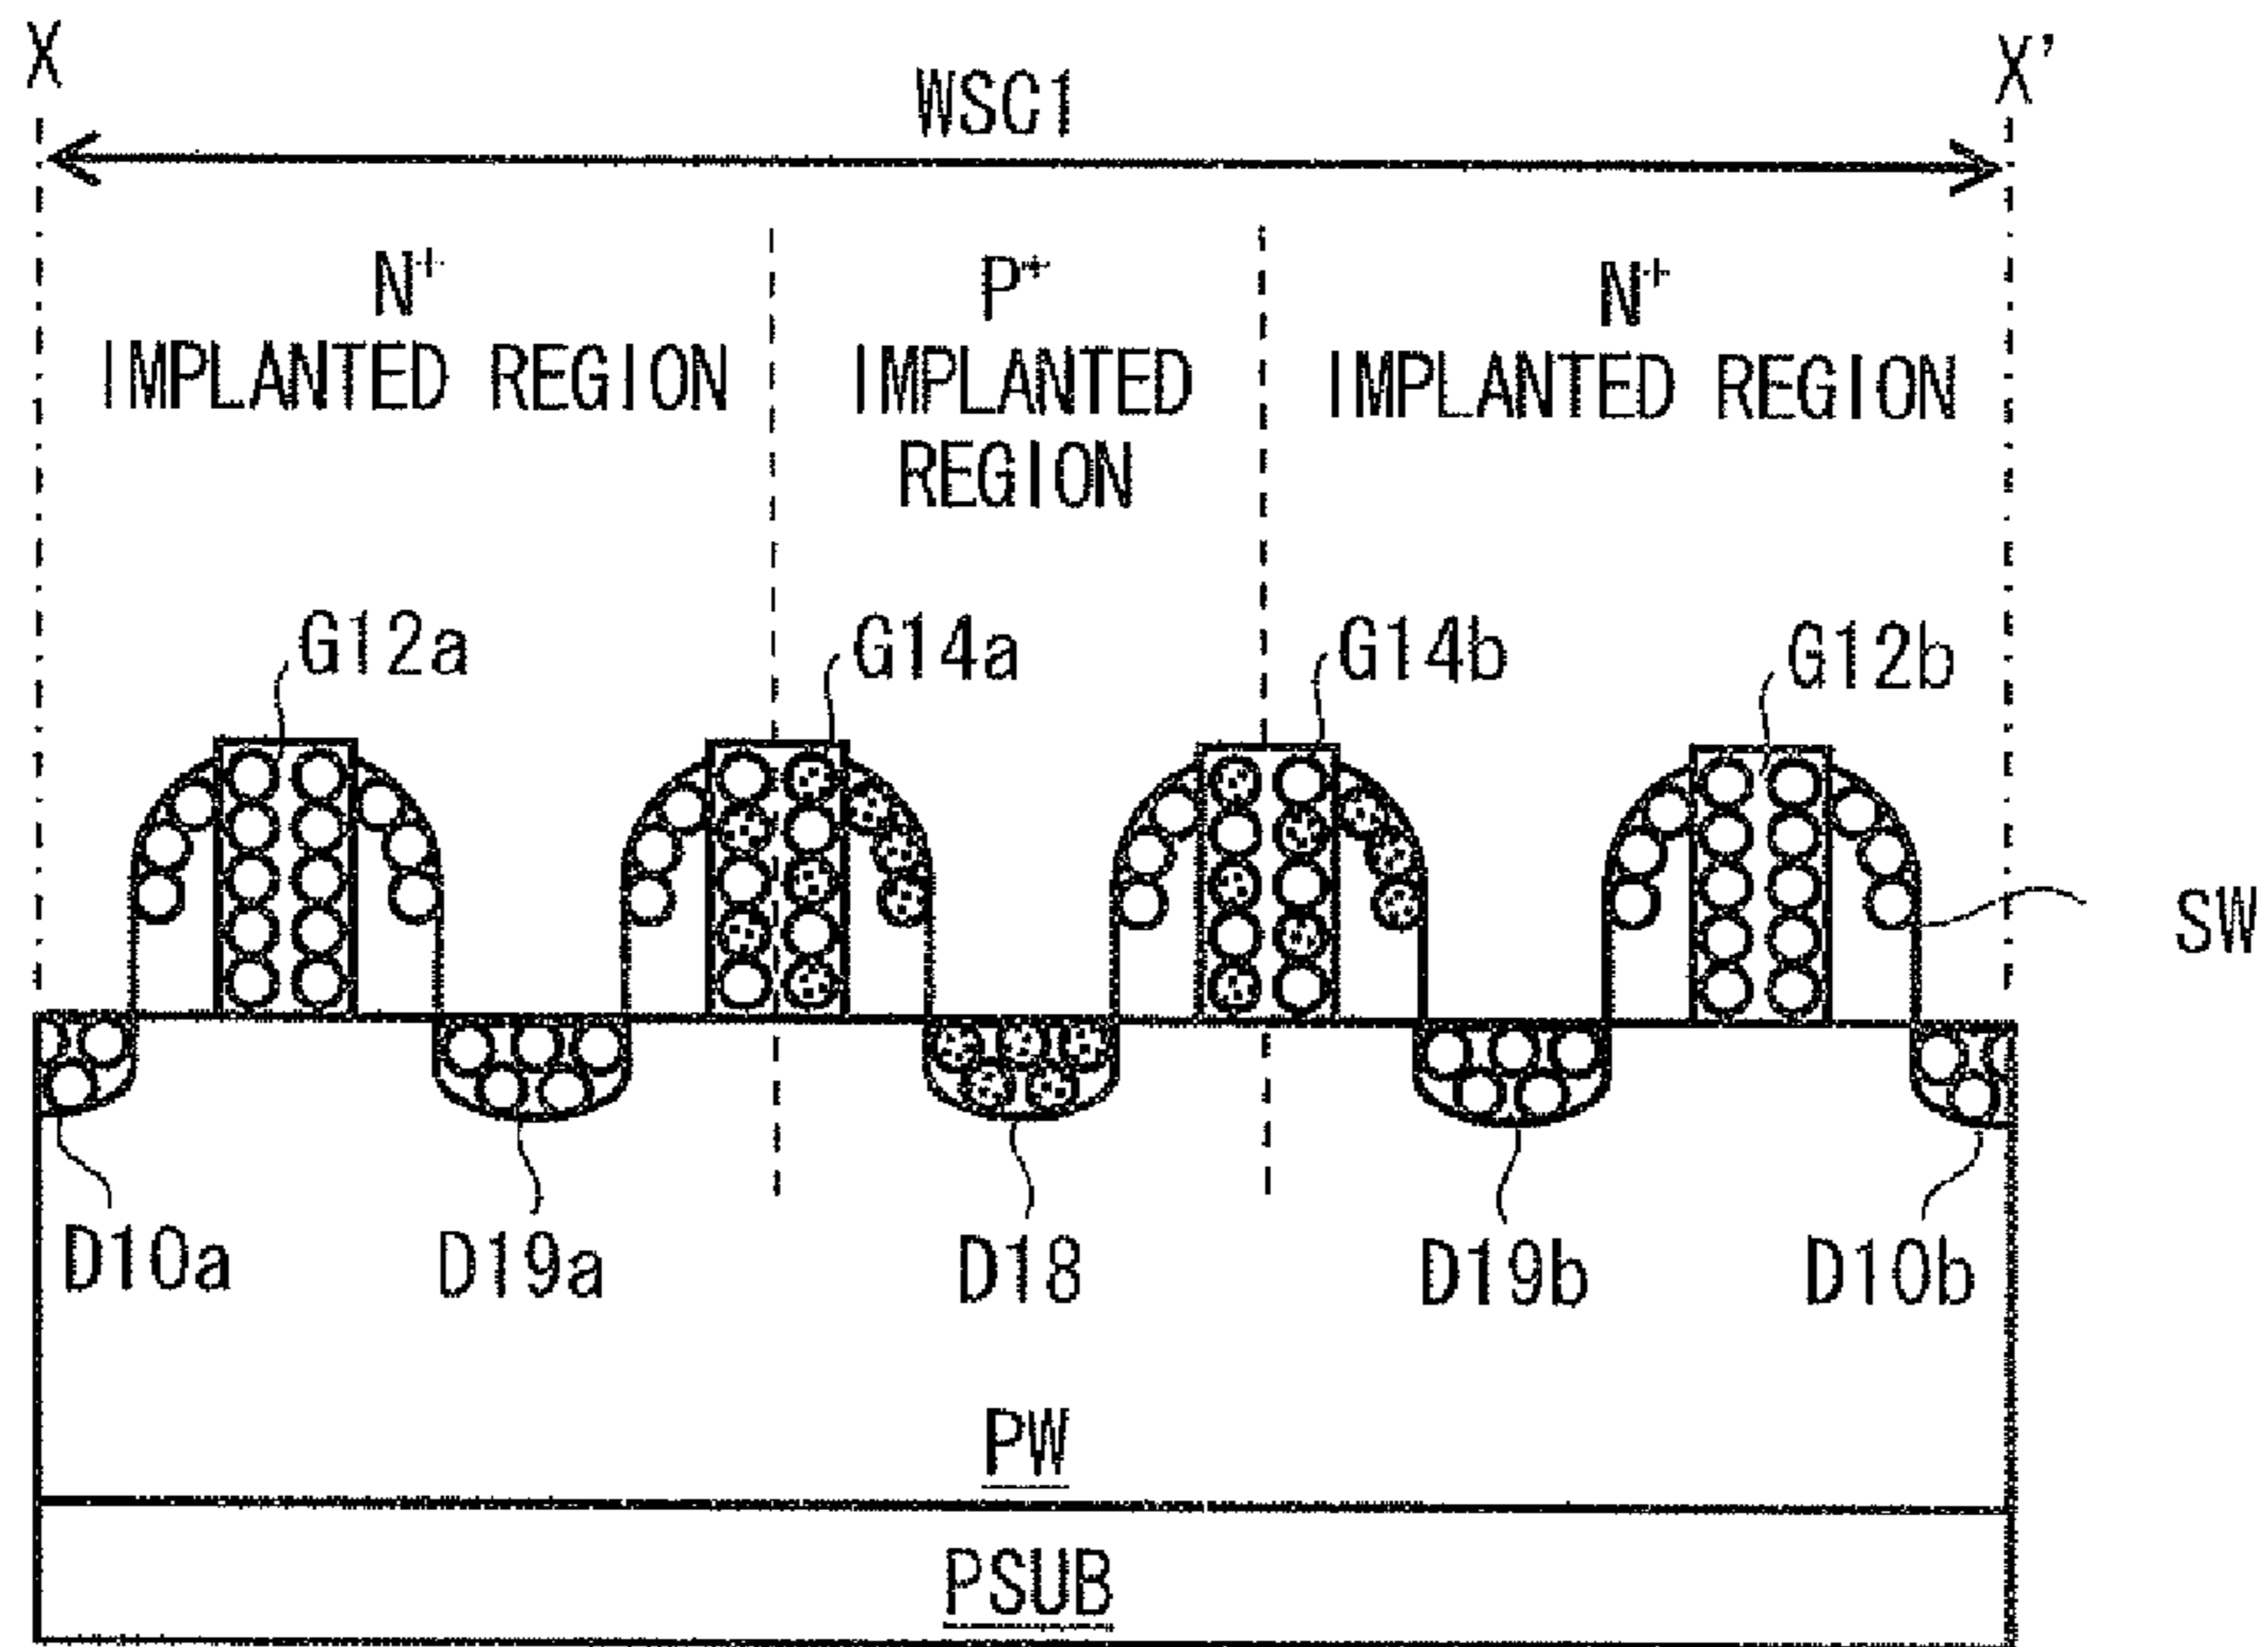 X
X'
WSC1
N+
IMPLANTED REGION
P+
IMPLANTED
REGION
N+
IMPLANTED REGION
G12a
G14a
G14b
G12b
SW
D10a
D19a
D18
D19b
D10b
PW
PSUB